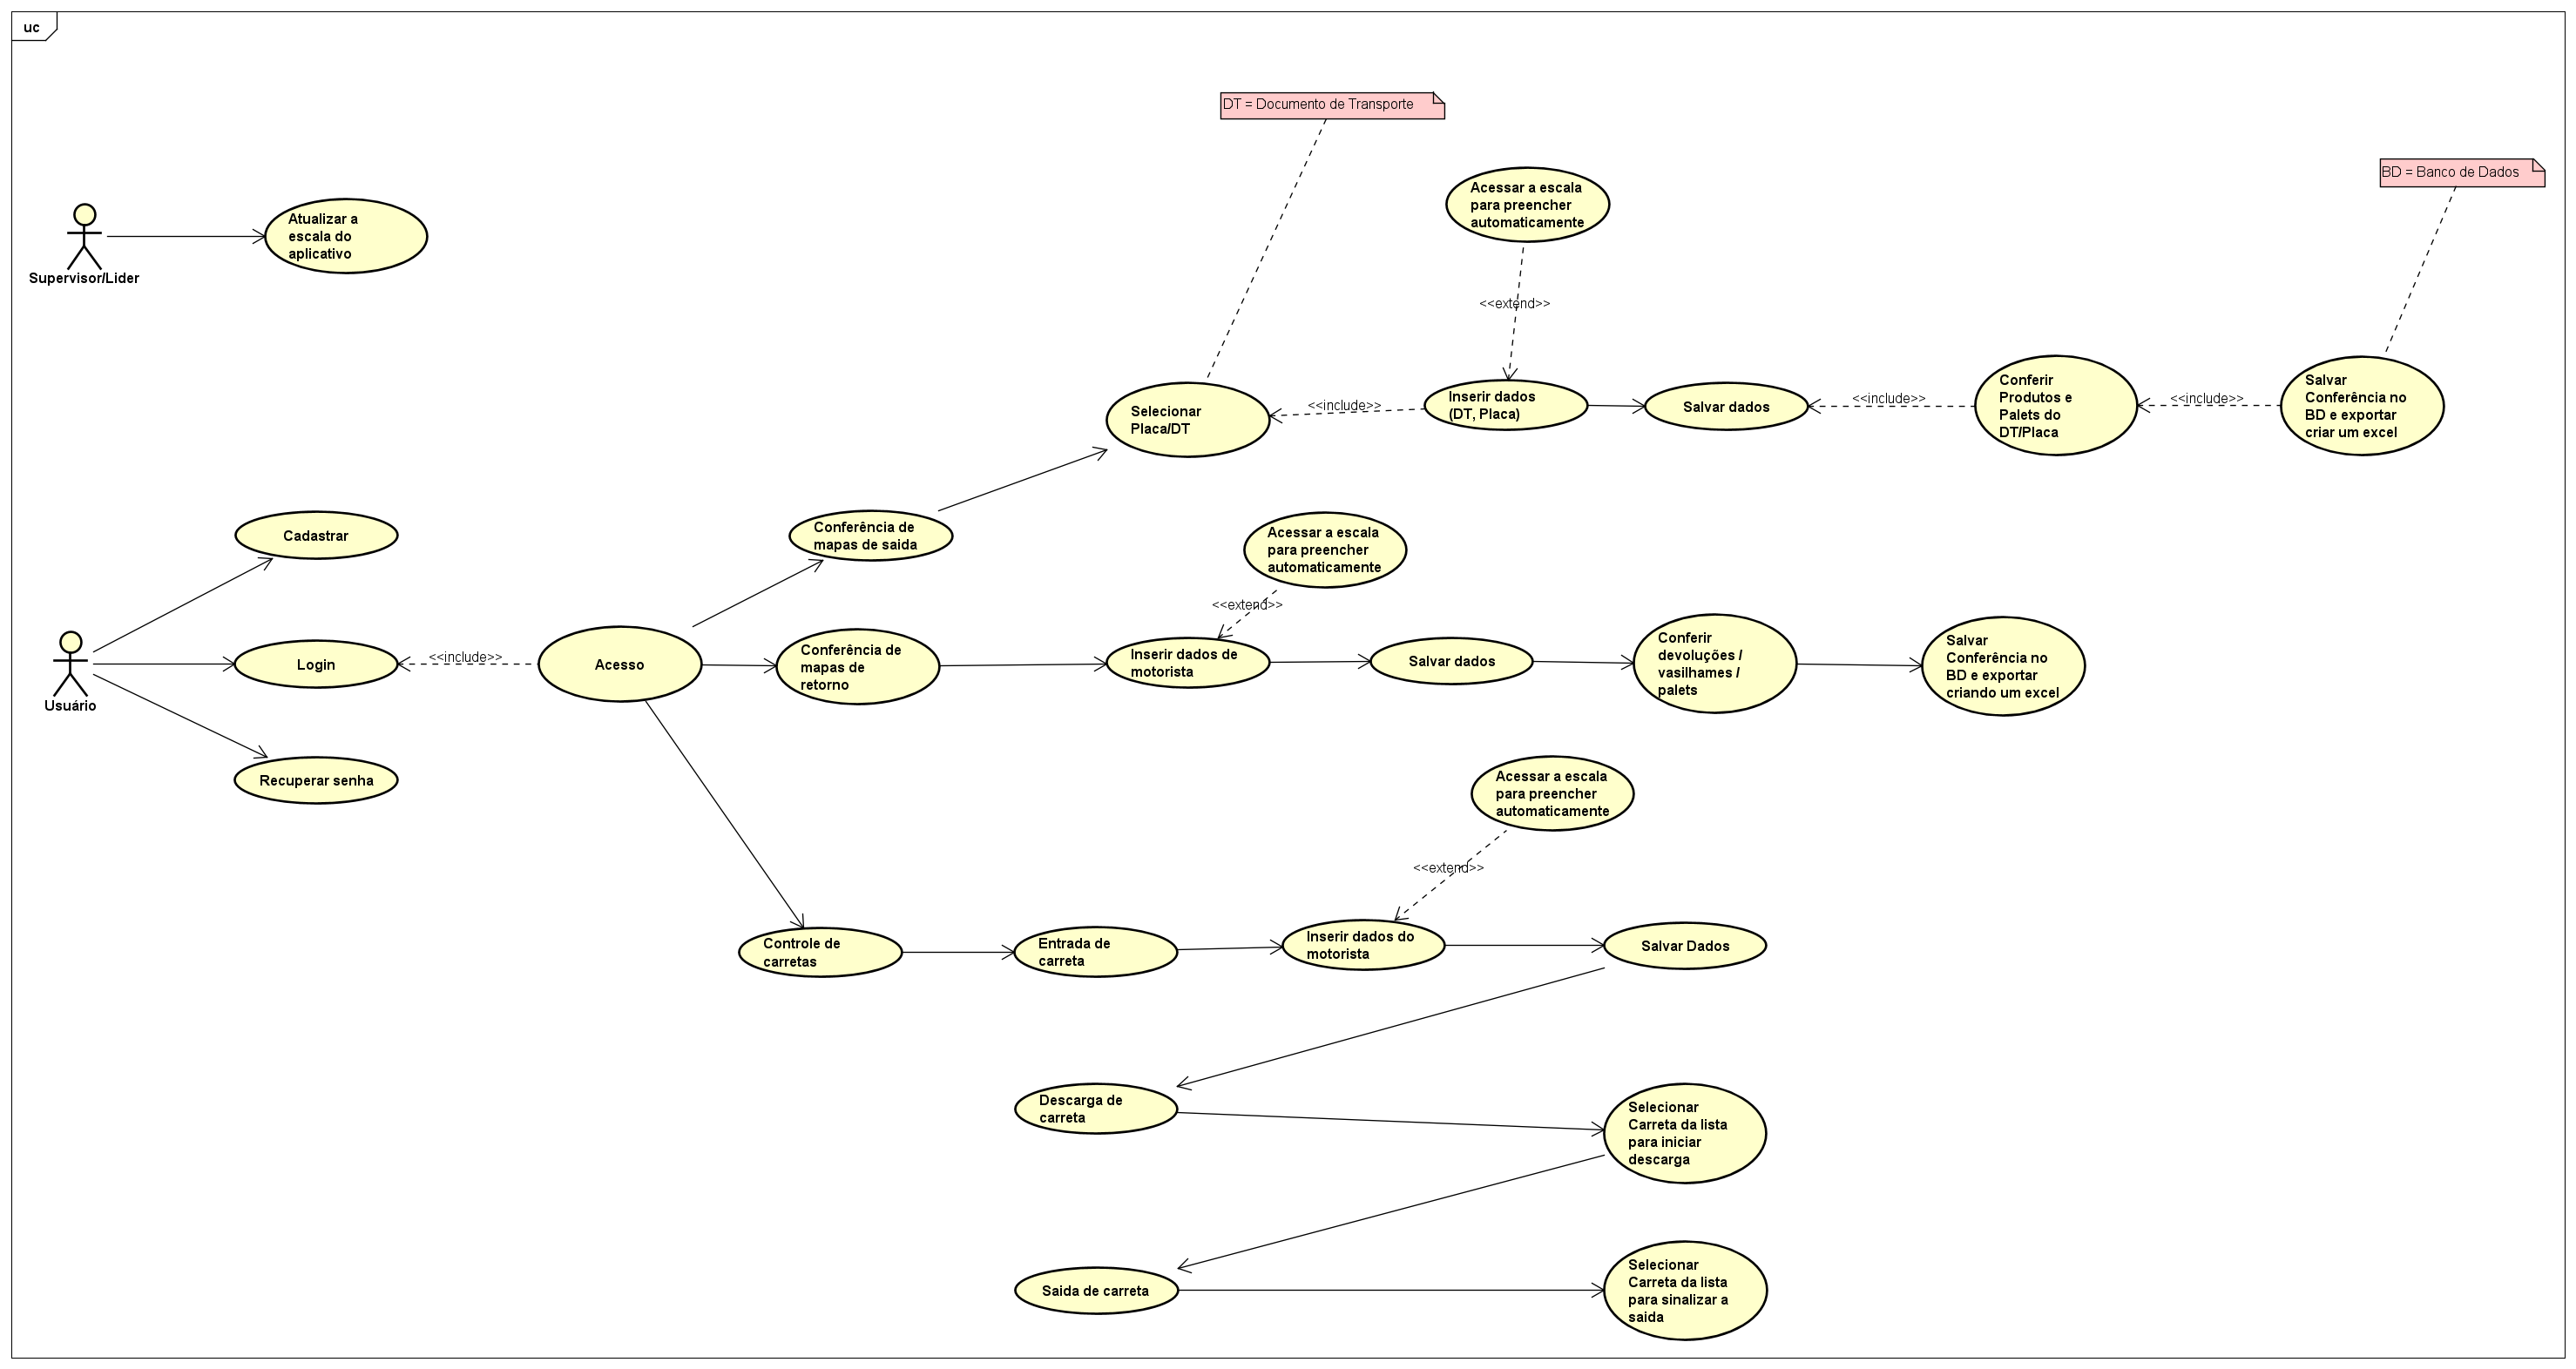 uc
DT = Documento de Transporte
BD = Banco de Dados
Acessar a escala
para preencher
automaticamente
Atualizar a
escala do
aplicativo
Supervisor/Lider
<<extend>>
Selecionar
Placa/DT
<<include>>
Inserir dados
(DT, Placa)
Salvar dados
<<include>>
Conferir
Produtos e
Palets do
DT/Placa
<<include>>
Salvar
Conferência no
BD e exportar
criar um excel
Cadastrar
Conferência de
mapas de saida
Acessar a escala
para preencher
automaticamente
<<extend>>
Usuário
Login
<<include>>
Acesso
Conferência de
mapas de
retorno
Inserir dados de
motorista
Salvar dados
Conferir
devoluções /
vasilhames /
palets
Salvar
Conferência no
BD e exportar
criando um excel
Recuperar senha
Acessar a escala
para preencher
automaticamente
<<extend>>
Controle de
carretas
Entrada de
carreta
Inserir dados do
motorista
Salvar Dados
Descarga de
carreta
Selecionar
Carreta da lista
para iniciar
descarga
Saida de carreta
Selecionar
Carreta da lista
para sinalizar a
saida